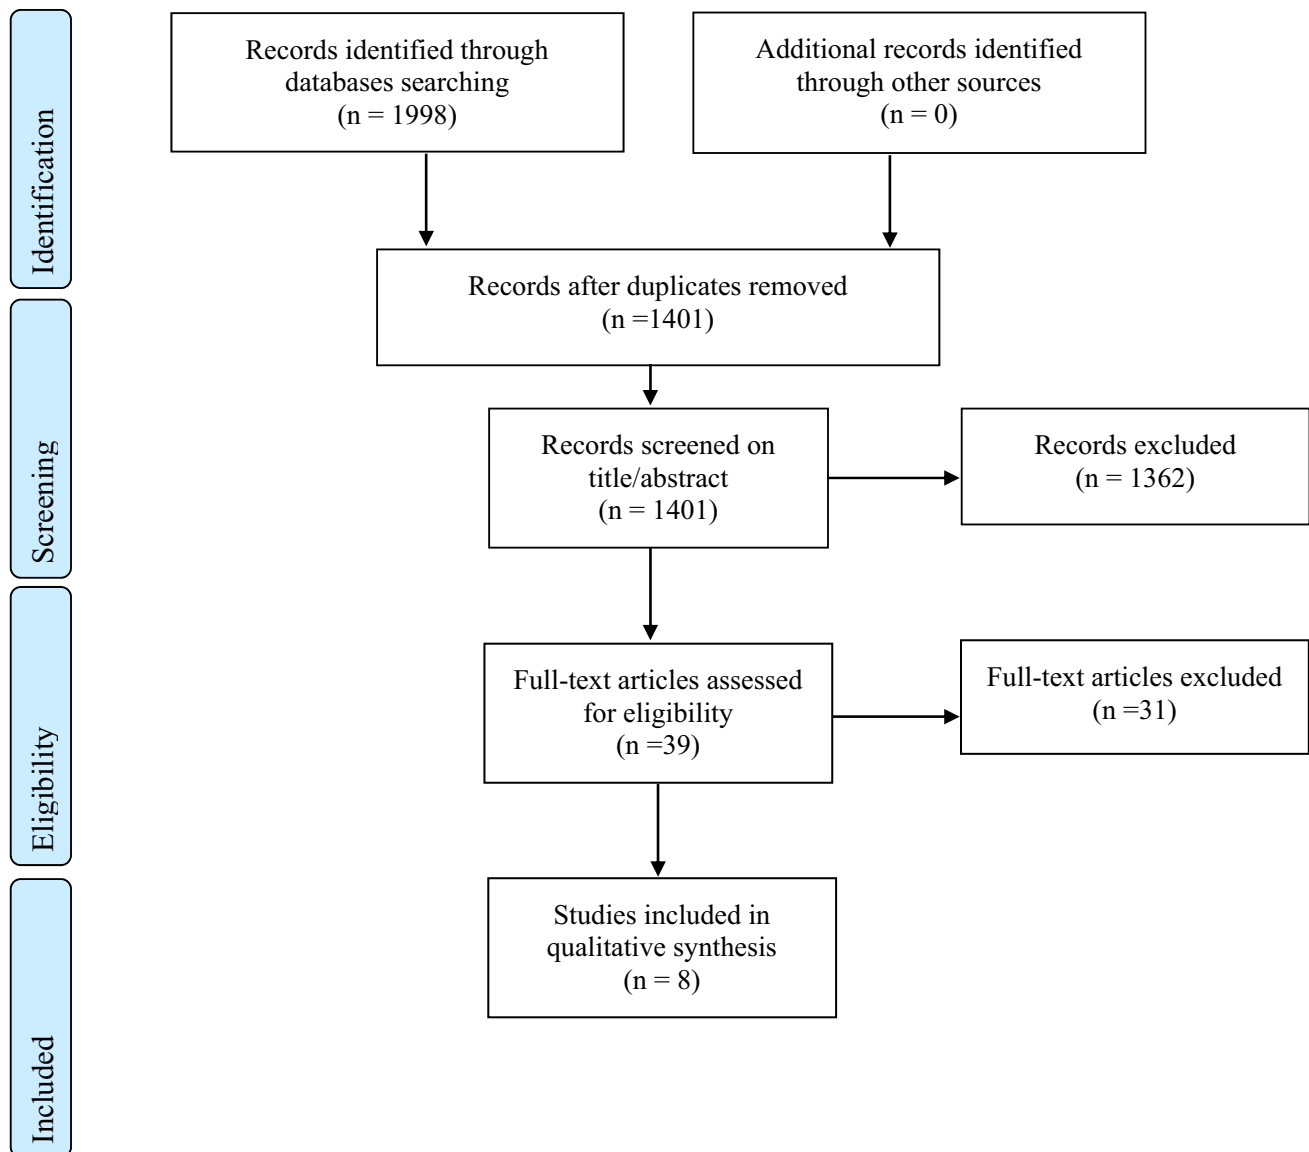 Identification
Records identified through
databases searching
(n = 1998)
Additional records identified
through other sources
(n = 0)
Records after duplicates removed
(n =1401)
Screening
Records screened on
title/abstract
(n = 1401)
Records excluded
(n = 1362)
Eligibility
Full-text articles assessed
for eligibility
(n =39)
Full-text articles excluded
(n =31)
Included
Studies included in
qualitative synthesis
(n = 8)